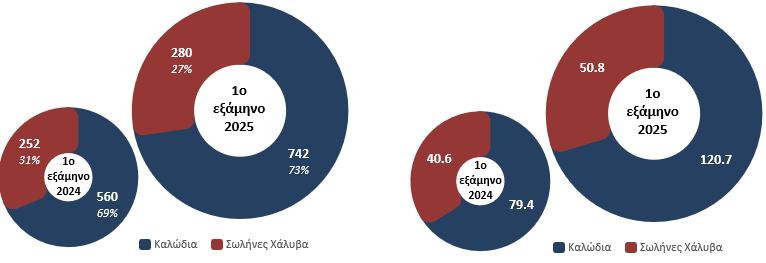 280
27%
1ο
εξάμηνο
2025
742
73%
252
31%
1ο
εξάμηνο
2024
560
69%
Καλώδια
Σωλήνες Χάλυβα
50.8
1ο
εξάμηνο
2025
120.7
40.6
1ο
εξάμηνο
2024
79.4
Καλώδια
Σωλήνες Χάλυβα